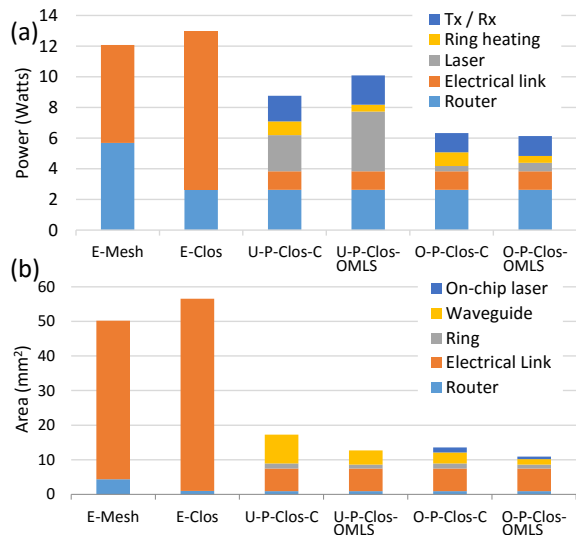 (a)
14
12
10
8
6
4
2
0
Power (Watts)
Tx / Rx
Ring heating
Laser
Electrical link
Router
E-Mesh
E-Clos
U-P-Clos-C
U-P-Clos-
OMLS
O-P-Clos-C
O-P-Clos-
OMLS
(b)
60
50
40
30
20
10
0
Area (mm²)
On-chip laser
Waveguide
Ring
Electrical Link
Router
E-Mesh
E-Clos
U-P-Clos-C
U-P-Clos-
OMLS
O-P-Clos-C
O-P-Clos-
OMLS